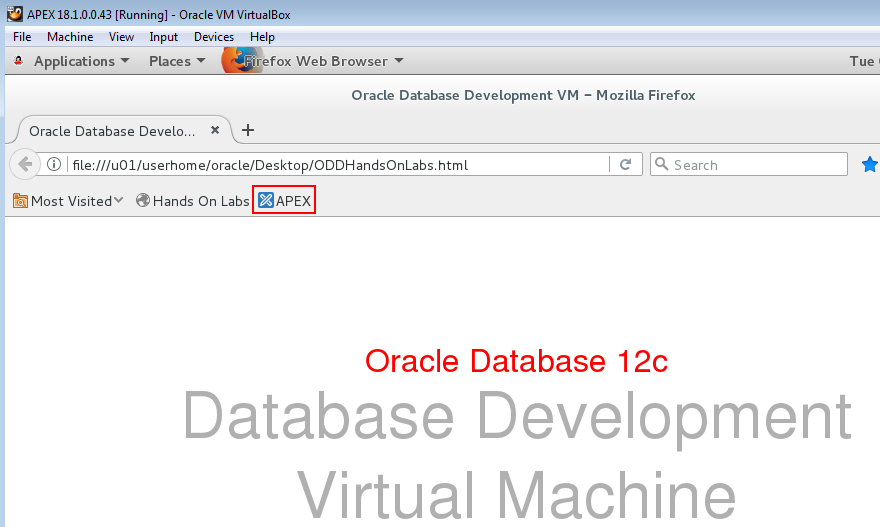 APEX 18.1.0.0.43 [Running] - Oracle VM VirtualBox
File Machine View Input Devices Help
Applications Places Firefox Web Browser Tue
Oracle Database Development VM – Mozilla Firefox
Oracle Database Develo...
file:///u01/userhome/oracle/Desktop/ODDHandsOnLabs.html Search
Most Visited Hands On Labs APEX
Oracle Database 12c
Database Development
Virtual Machine